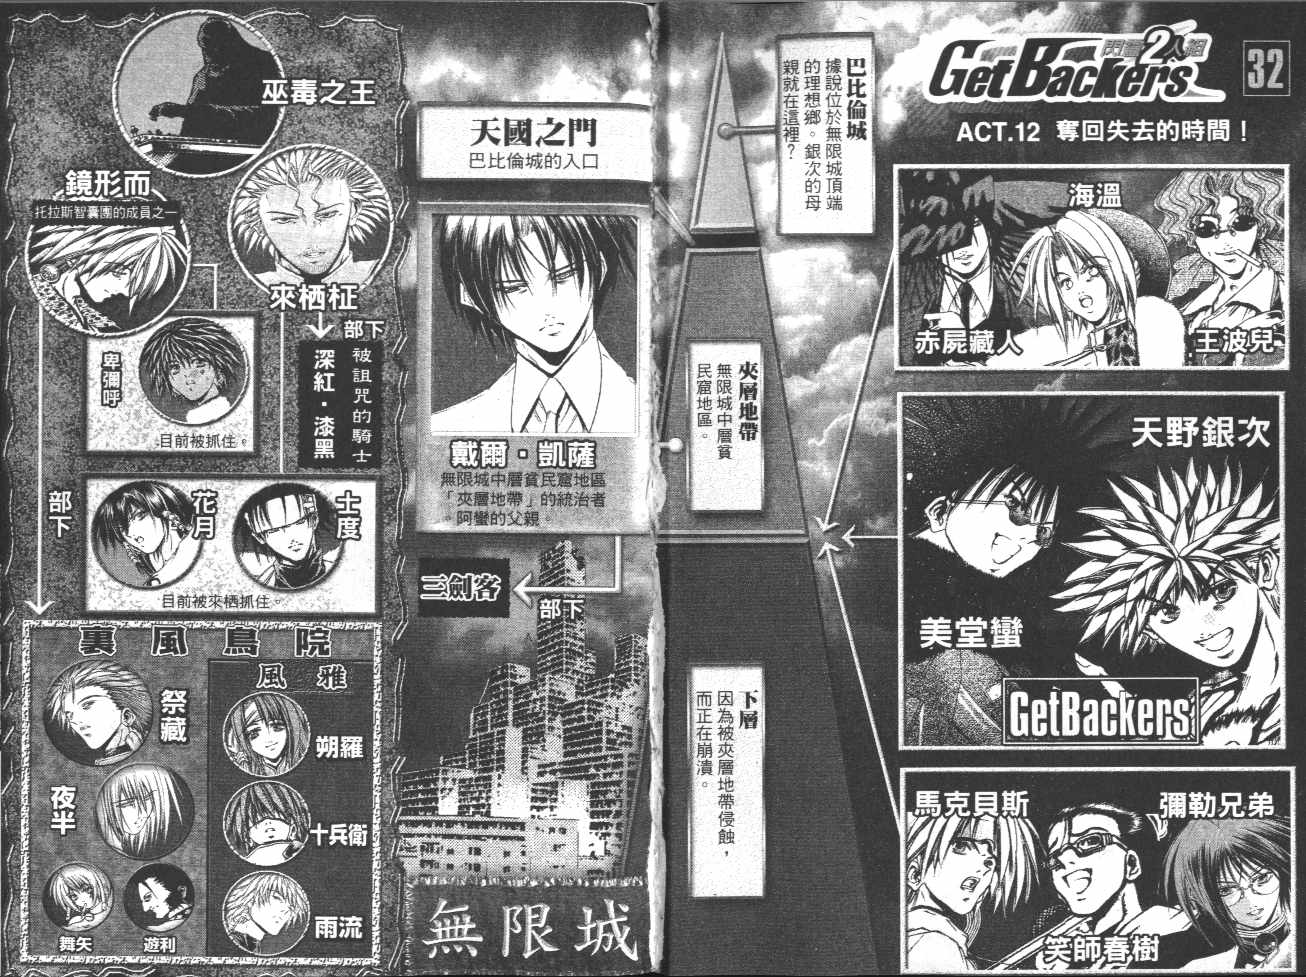 GetBackers
閃靈2人組
32
ACT.12 奪回失去的時間！
巴比倫城
據說位於無限城頂端
的理想鄉。銀次的母
親就在這裡？
海溫
赤屍藏人
王波兒
夾層地帶
無限城中層貧
民窟地區。
天野銀次
美堂蠻
GetBackers
下層
因為被夾層地帶侵蝕，
而正在崩潰。
馬克貝斯
彌勒兄弟
笑師春樹
天國之門
巴比倫城的入口
戴爾・凱薩
無限城中層貧民窟地區
「夾層地帶」的統治者
。阿蠻的父親。
三劍客
部下
無限城
巫毒之王
鏡形而
托拉斯智囊團的成員之一
來栖柾
部下
被詛咒的騎士
深紅・漆黑
卑彌呼
目前被抓住。
部下
花月
士度
目前被來栖抓住。
裏風鳥院
風雅
祭藏
朔羅
夜半
十兵衛
舞矢
遊利
雨流